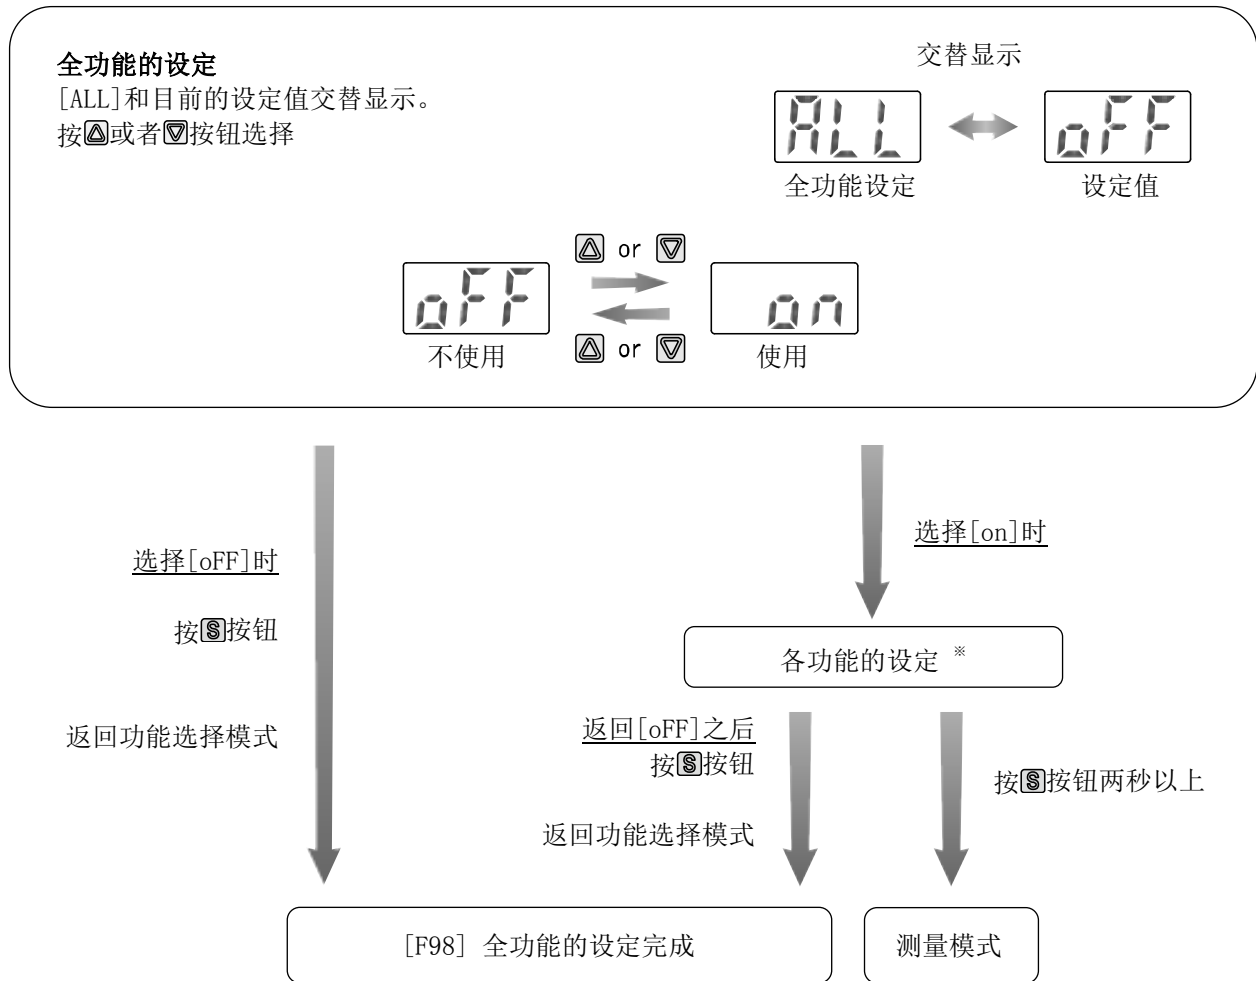 全功能的设定
[ALL]和目前的设定值交替显示。
按△或者▽按钮选择
交替显示
ALL
oFF
全功能设定
设定值
△ or ▽
oFF
on
△ or ▽
不使用
使用
选择[oFF]时
按S按钮
返回功能选择模式
选择[on]时
各功能的设定 ※
返回[oFF]之后
按S按钮
返回功能选择模式
按S按钮两秒以上
[F98] 全功能的设定完成
测量模式